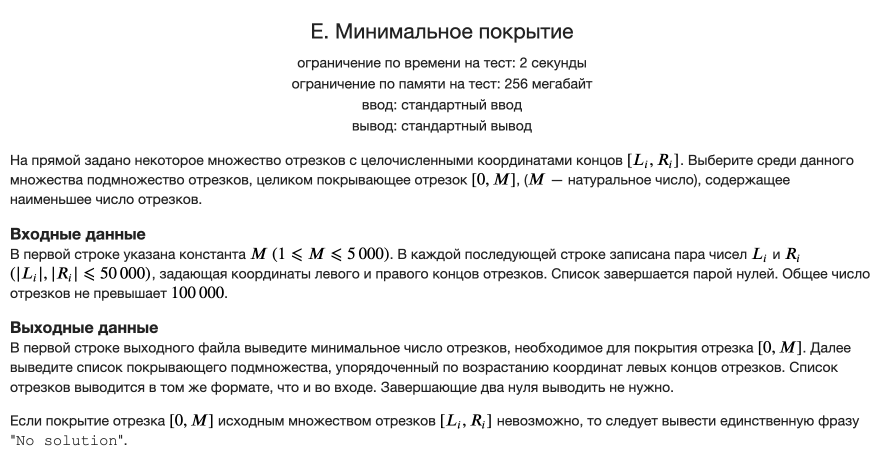 E. Минимальное покрытие
ограничение по времени на тест: 2 секунды
ограничение по памяти на тест: 256 мегабайт
ввод: стандартный ввод
вывод: стандартный вывод
На прямой задано некоторое множество отрезков с целочисленными координатами концов [L_i, R_i]. Выберите среди данного
множества подмножество отрезков, целиком покрывающее отрезок [0, M], (M — натуральное число), содержащее
наименьшее число отрезков.
Входные данные
В первой строке указана константа M (1 ⩽ M ⩽ 5 000). В каждой последующей строке записана пара чисел L_i и R_i
(|L_i|, |R_i| ⩽ 50 000), задающая координаты левого и правого концов отрезков. Список завершается парой нулей. Общее число
отрезков не превышает 100 000.
Выходные данные
В первой строке выходного файла выведите минимальное число отрезков, необходимое для покрытия отрезка [0, M]. Далее
выведите список покрывающего подмножества, упорядоченный по возрастанию координат левых концов отрезков. Список
отрезков выводится в том же формате, что и во входе. Завершающие два нуля выводить не нужно.
Если покрытие отрезка [0, M] исходным множеством отрезков [L_i, R_i] невозможно, то следует вывести единственную фразу
"No solution".